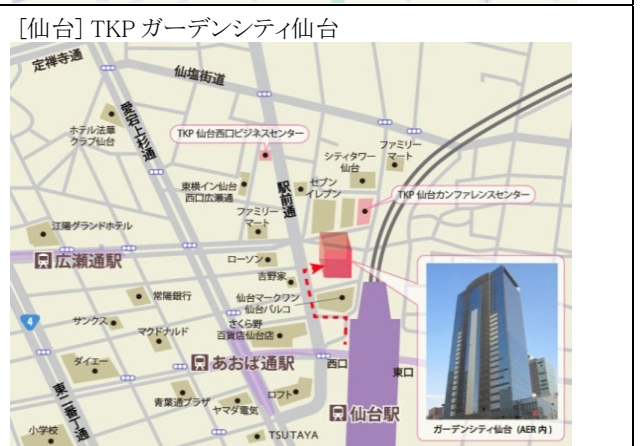 [仙台] TKP ガーデンシティ仙台
定禅寺通
仙塩街道
愛宕上杉通
ホテル法華
クラブ仙台
TKP 仙台西口ビジネスセンター
ファミリー
マート
シティタワー
仙台
セブン
イレブン
駅前通
東横イン仙台
西口広瀬通
TKP 仙台カンファレンスセンター
ファミリー
マート
江陽グランドホテル
広瀬通駅
ローソン
吉野家
常陽銀行
仙台マークワン
仙台パルコ
4
サンクス
マクドナルド
さくら野
百貨店仙台店
ダイエー
あおば通駅
西口
東口
東二番丁通
青葉通プラザ
ヤマダ電気
ロフト
仙台駅
ガーデンシティ仙台 (AER 内)
小学校
TSUTAYA